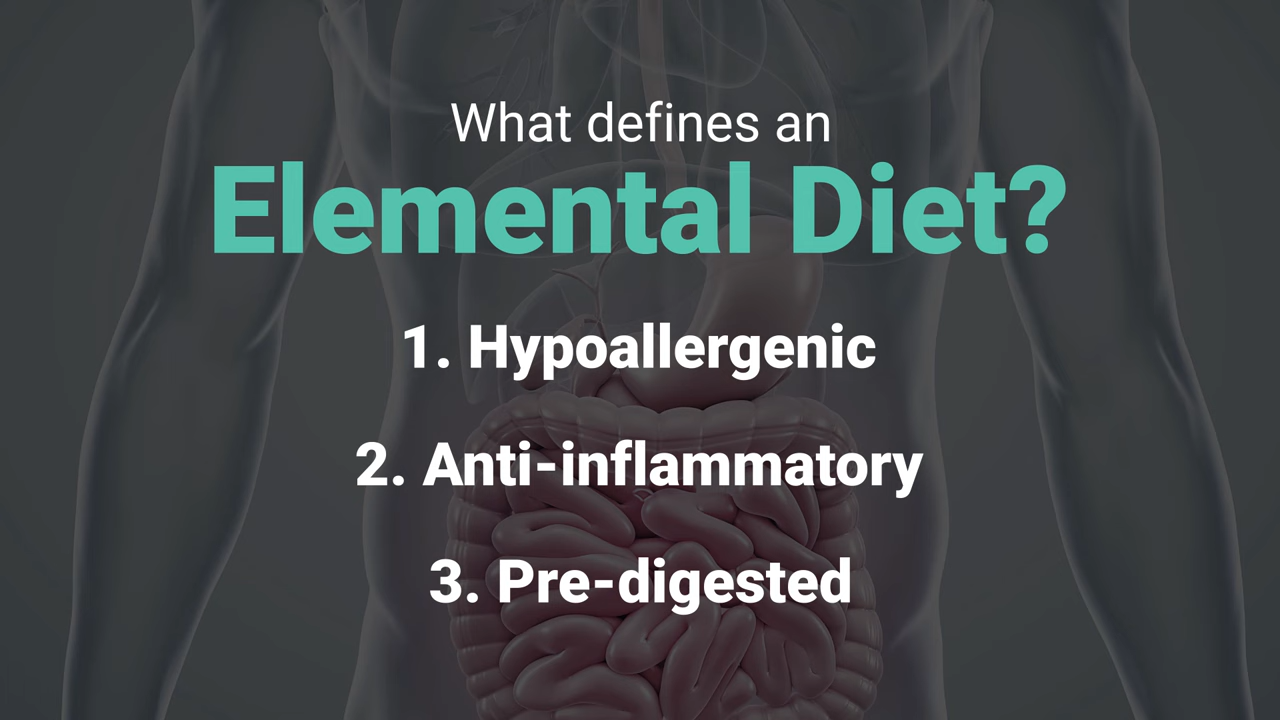 What defines an
Elemental Diet?
1. Hypoallergenic
2. Anti-inflammatory
3. Pre-digested